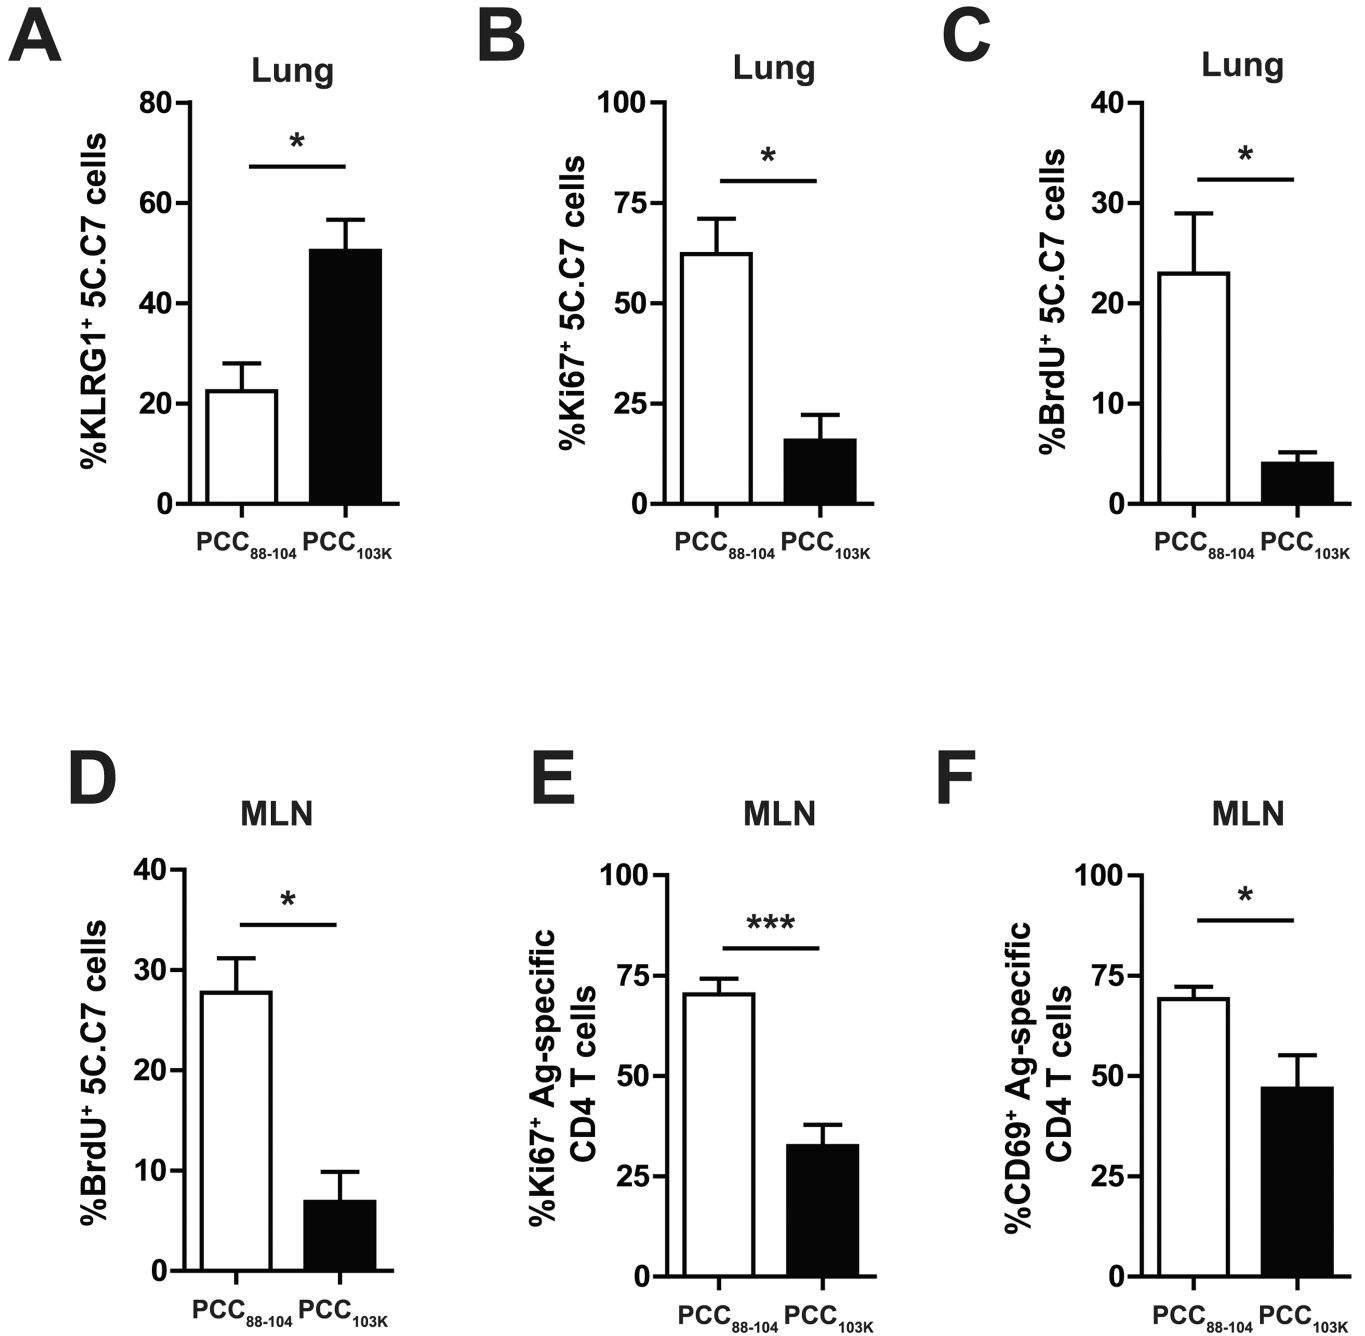 A
Lung
%KLRG1⁺ 5C.C7 cells
80
60
40
20
0
*
PCC88-104 PCC103K
B
Lung
%Ki67⁺ 5C.C7 cells
100
75
50
25
0
*
PCC88-104 PCC103K
C
Lung
%BrdU⁺ 5C.C7 cells
40
30
20
10
0
*
PCC88-104 PCC103K
D
MLN
%BrdU⁺ 5C.C7 cells
40
30
20
10
0
*
PCC88-104 PCC103K
E
MLN
%Ki67⁺ Ag-specific
CD4 T cells
100
75
50
25
0
***
PCC88-104 PCC103K
F
MLN
%CD69⁺ Ag-specific
CD4 T cells
100
75
50
25
0
*
PCC88-104 PCC103K